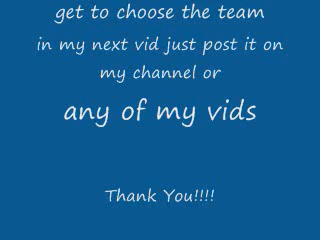 get to choose the team
in my next vid just post it on
my channel or
any of my vids
Thank You!!!!